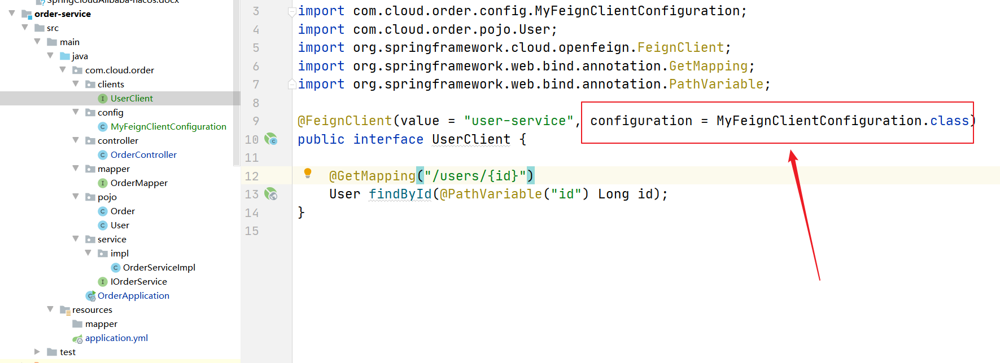 SpringCloudAlibaba-nacos.docx
order-service
src
main
java
com.cloud.order
clients
UserClient
config
MyFeignClientConfiguration
controller
OrderController
mapper
OrderMapper
pojo
Order
User
service
impl
OrderServiceImpl
IOrderService
OrderApplication
resources
mapper
application.yml
test
3 import com.cloud.order.config.MyFeignClientConfiguration;
4 import com.cloud.order.pojo.User;
5 import org.springframework.cloud.openfeign.FeignClient;
6 import org.springframework.web.bind.annotation.GetMapping;
7 import org.springframework.web.bind.annotation.PathVariable;
8
9 @FeignClient(value = "user-service", configuration = MyFeignClientConfiguration.class)
10 public interface UserClient {
11
12 @GetMapping("/users/{id}")
13 User findById(@PathVariable("id") Long id);
14 }
15